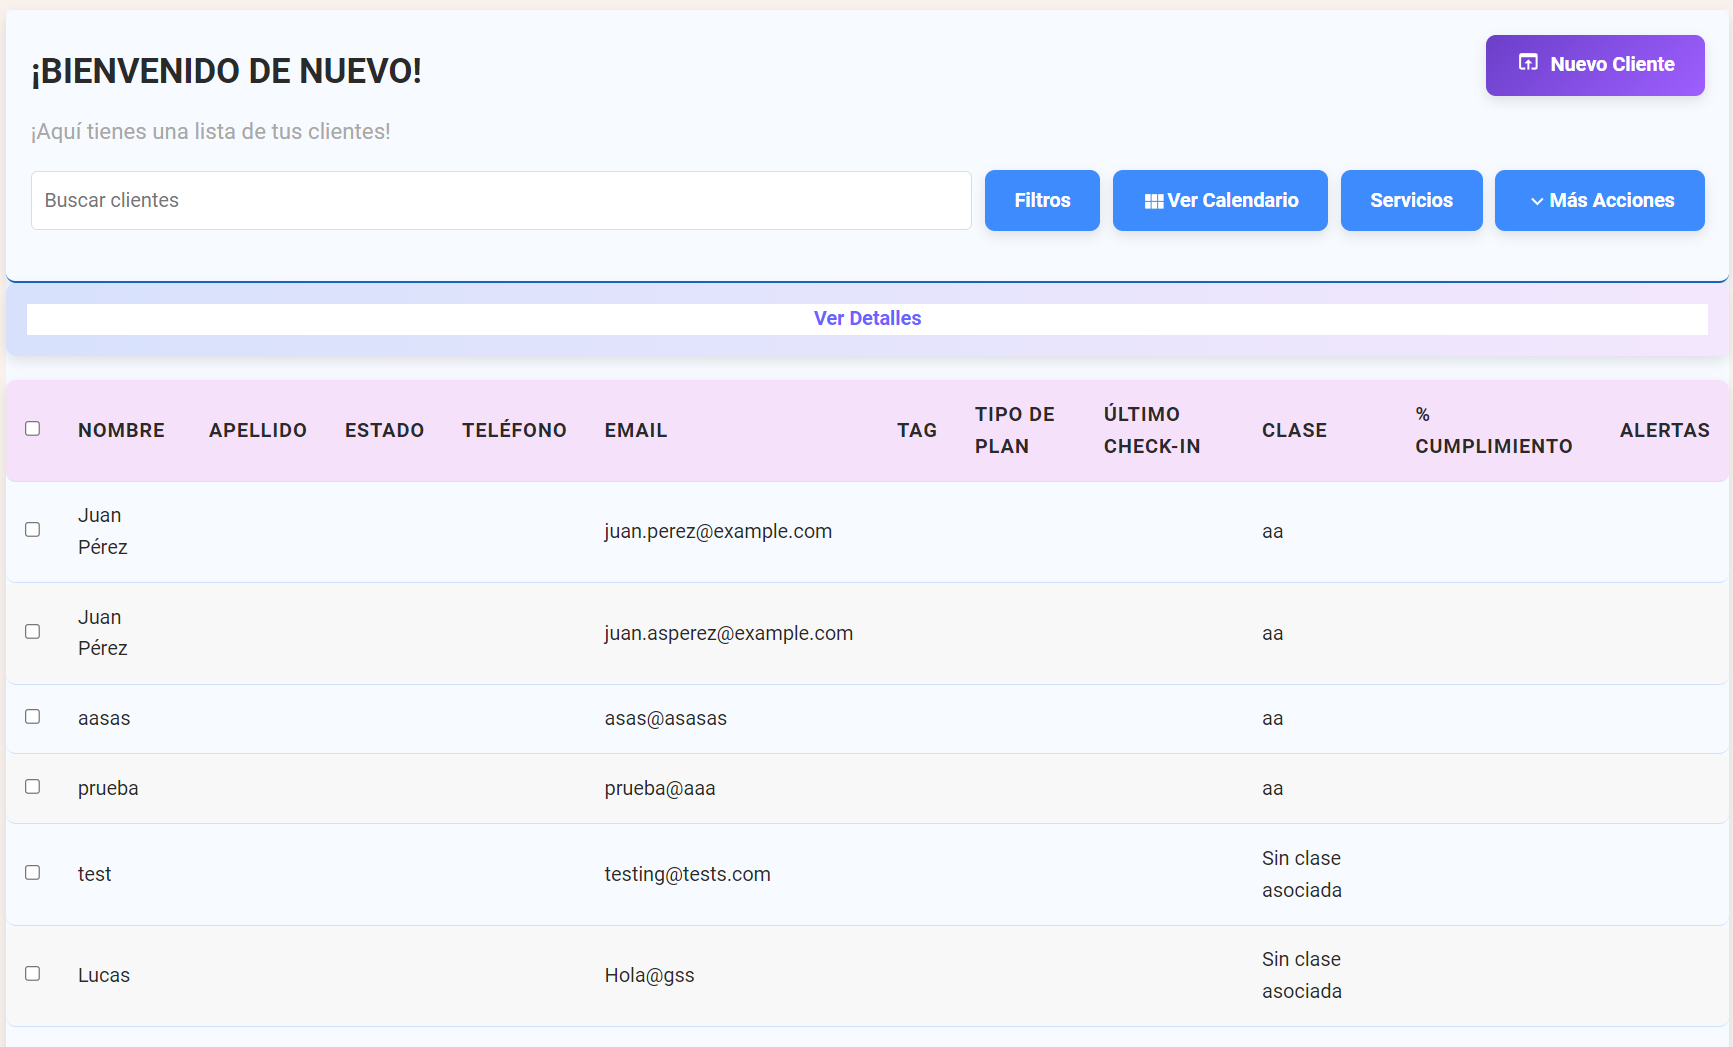 ¡BIENVENIDO DE NUEVO!
Nuevo Cliente
¡Aquí tienes una lista de tus clientes!
Buscar clientes
Filtros
Ver Calendario
Servicios
Más Acciones
Ver Detalles
NOMBRE APELLIDO ESTADO TELÉFONO EMAIL TAG TIPO DE PLAN ÚLTIMO CHECK-IN CLASE % CUMPLIMIENTO ALERTAS
Juan Pérez juan.perez@example.com aa
Juan Pérez juan.asperez@example.com aa
aasas asas@asasas aa
prueba prueba@aaa aa
test testing@tests.com Sin clase asociada
Lucas Hola@gss Sin clase asociada